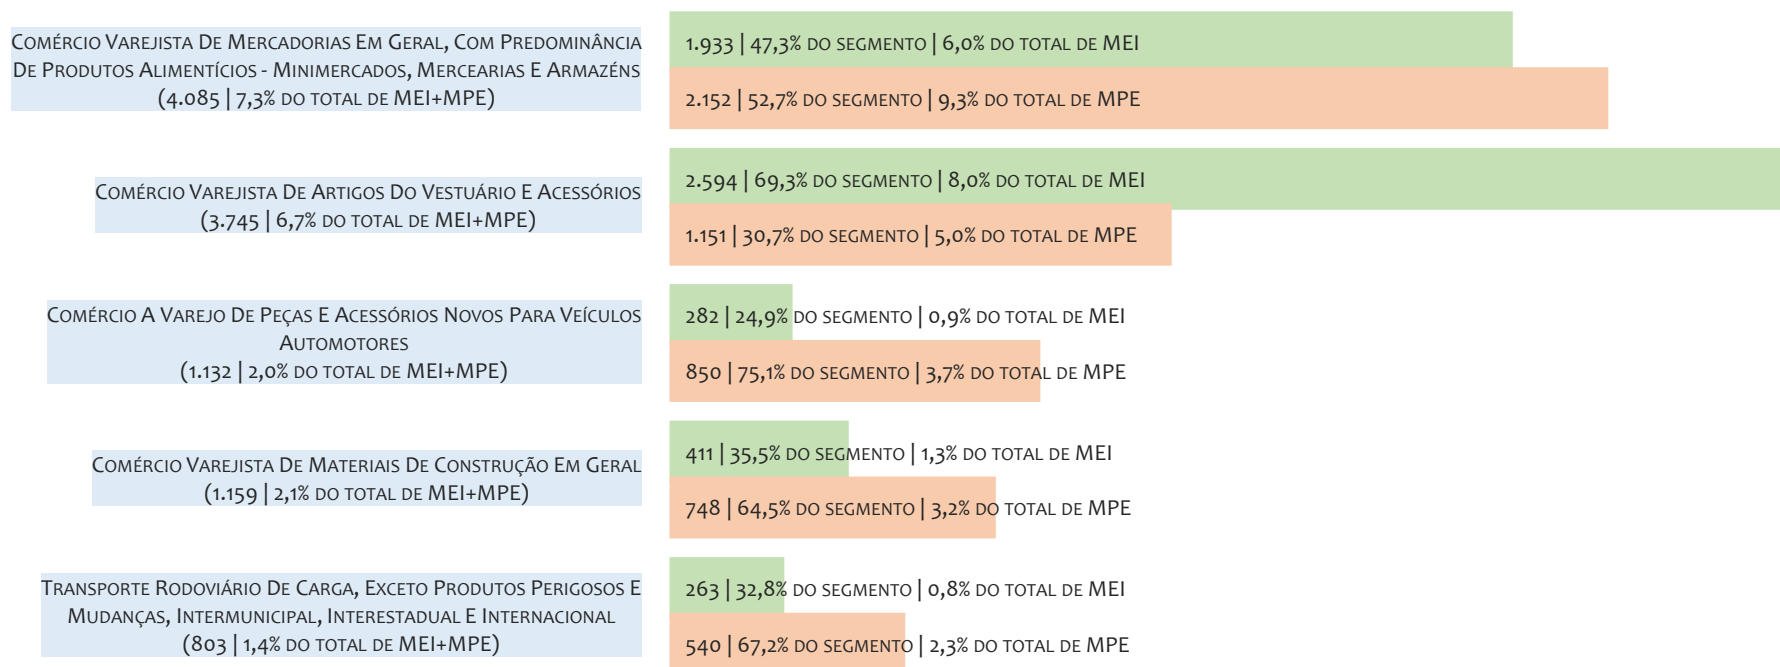 Comércio Varejista De Mercadorias Em Geral, Com Predominância
De Produtos Alimentícios - Minimercados, Mercearias E Armazéns
(4.085 | 7,3% do total de MEI+MPE)
1.933 | 47,3% do segmento | 6,0% do total de MEI
2.152 | 52,7% do segmento | 9,3% do total de MPE
Comércio Varejista De Artigos Do Vestuário E Acessórios
(3.745 | 6,7% do total de MEI+MPE)
2.594 | 69,3% do segmento | 8,0% do total de MEI
1.151 | 30,7% do segmento | 5,0% do total de MPE
Comércio A Varejo De Peças E Acessórios Novos Para Veículos
Automotores
(1.132 | 2,0% do total de MEI+MPE)
282 | 24,9% do segmento | 0,9% do total de MEI
850 | 75,1% do segmento | 3,7% do total de MPE
Comércio Varejista De Materiais De Construção Em Geral
(1.159 | 2,1% do total de MEI+MPE)
411 | 35,5% do segmento | 1,3% do total de MEI
748 | 64,5% do segmento | 3,2% do total de MPE
Transporte Rodoviário De Carga, Exceto Produtos Perigosos E
Mudanças, Intermunicipal, Interestadual E Internacional
(803 | 1,4% do total de MEI+MPE)
263 | 32,8% do segmento | 0,8% do total de MEI
540 | 67,2% do segmento | 2,3% do total de MPE